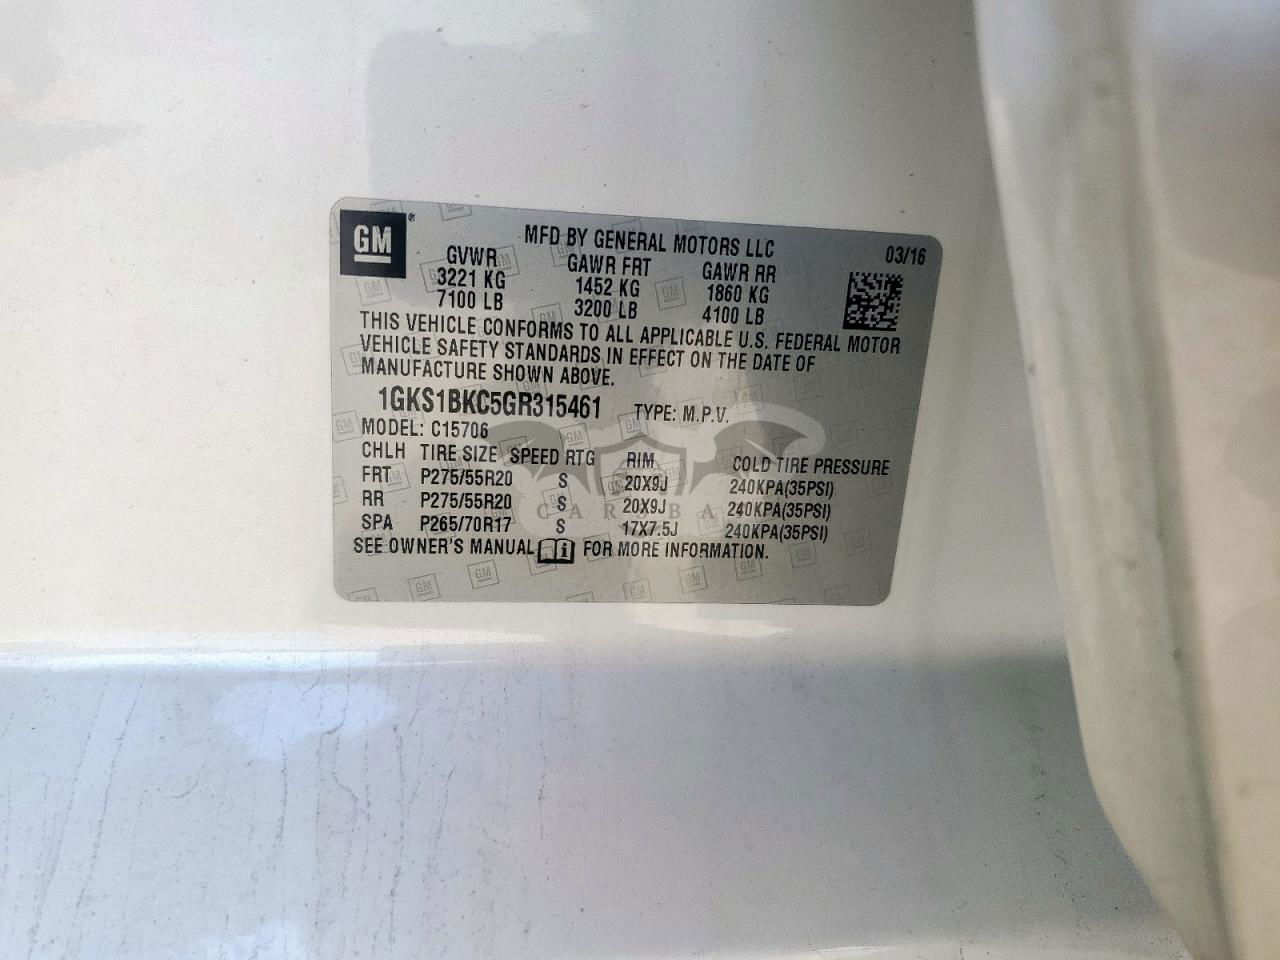 GM®
MFD BY GENERAL MOTORS LLC 03/16
GVWR GAWR FRT GAWR RR
3221 KG 1452 KG 1860 KG
7100 LB 3200 LB 4100 LB
THIS VEHICLE CONFORMS TO ALL APPLICABLE U.S. FEDERAL MOTOR
VEHICLE SAFETY STANDARDS IN EFFECT ON THE DATE OF
MANUFACTURE SHOWN ABOVE.
1GKS1BKC5GR315461 TYPE: M.P.V.
MODEL: C15706
CHLH TIRE SIZE SPEED RTG RIM COLD TIRE PRESSURE
FRT P275/55R20 S 20X9J 240KPA(35PSI)
RR P275/55R20 S 20X9J 240KPA(35PSI)
SPA P265/70R17 S 17X7.5J 240KPA(35PSI)
SEE OWNER'S MANUAL i FOR MORE INFORMATION.